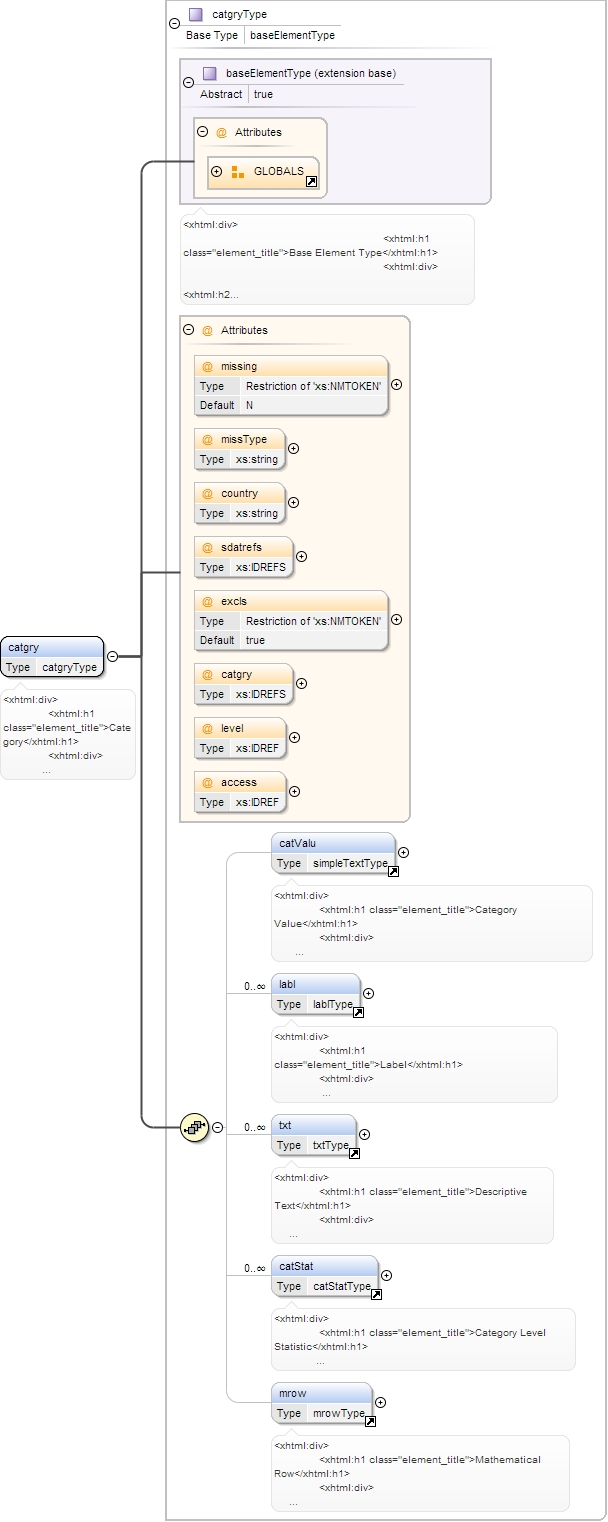 catgryType
Base Type baseElementType
baseElementType (extension base)
Abstract true
@ Attributes
GLOBALS
<xhtml:div>
<xhtml:h1
class="element_title">Base Element Type</xhtml:h1>
<xhtml:div>
<xhtml:h2...
@ Attributes
@ missing
Type Restriction of 'xs:NMTOKEN'
Default N
@ missType
Type xs:string
@ country
Type xs:string
@ sdatrefs
Type xs:IDREFS
@ excls
Type Restriction of 'xs:NMTOKEN'
Default true
@ catgry
Type xs:IDREFS
@ level
Type xs:IDREF
@ access
Type xs:IDREF
catgry
Type catgryType
<xhtml:div>
<xhtml:h1
class="element_title">Cate
gory</xhtml:h1>
<xhtml:div>
...
catValu
Type simpleTextType
<xhtml:div>
<xhtml:h1 class="element_title">Category
Value</xhtml:h1>
<xhtml:div>
...
0..∞
labl
Type lablType
<xhtml:div>
<xhtml:h1
class="element_title">Label</xhtml:h1>
<xhtml:div>
...
0..∞
txt
Type txtType
<xhtml:div>
<xhtml:h1 class="element_title">Descriptive
Text</xhtml:h1>
<xhtml:div>
...
0..∞
catStat
Type catStatType
<xhtml:div>
<xhtml:h1 class="element_title">Category Level
Statistic</xhtml:h1>
...
mrow
Type mrowType
<xhtml:div>
<xhtml:h1 class="element_title">Mathematical
Row</xhtml:h1>
<xhtml:div>
...